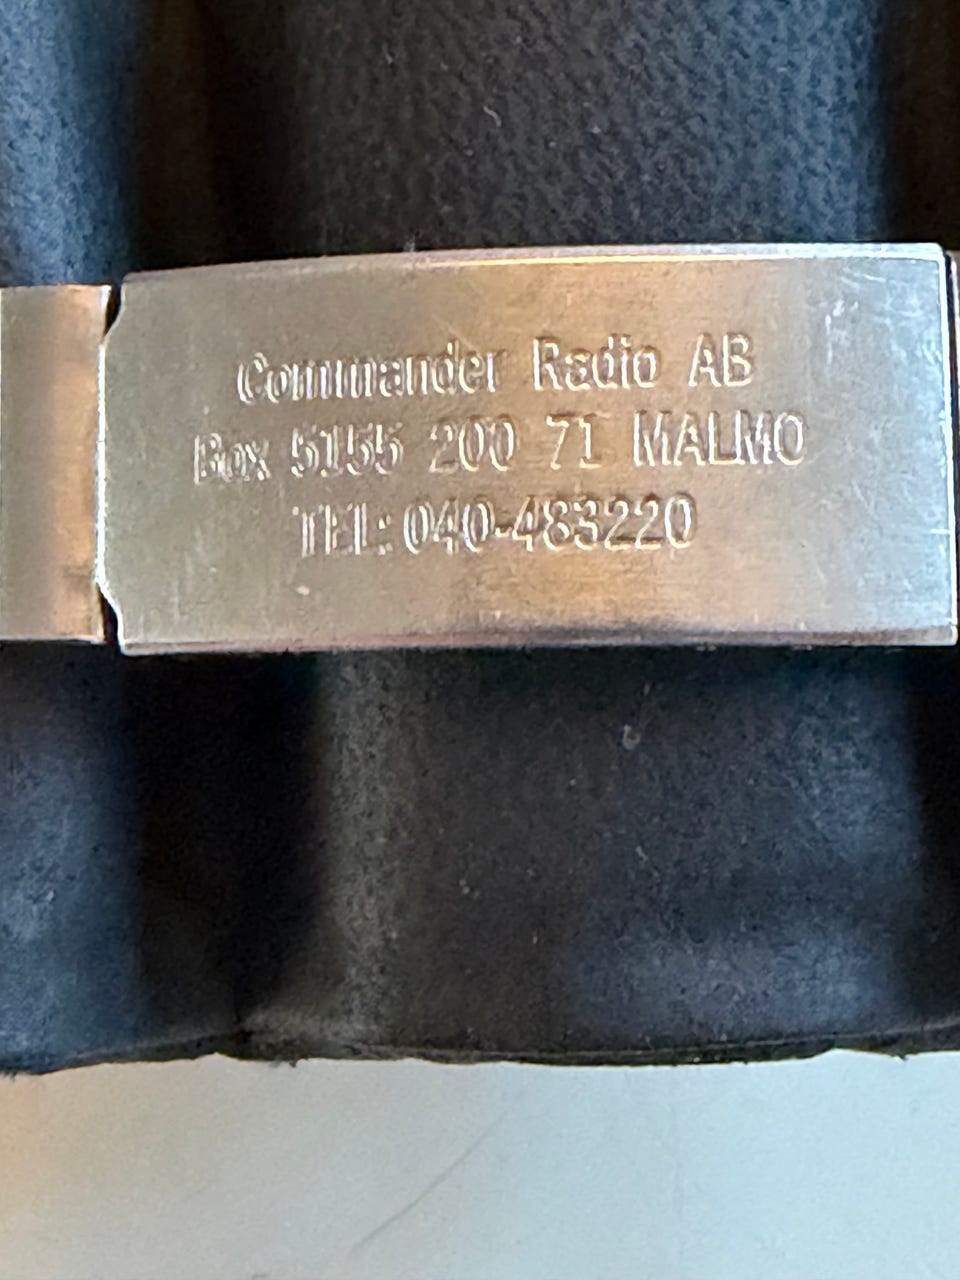 Commander Radio AB
Box 5155 200 71 MALMO
TEL: 040-483220